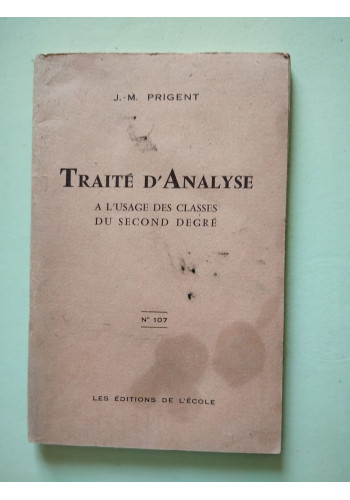 J.-M. PRIGENT
TRAITÉ D'ANALYSE
A L'USAGE DES CLASSES
DU SECOND DEGRÉ
N° 107
LES ÉDITIONS DE L'ÉCOLE